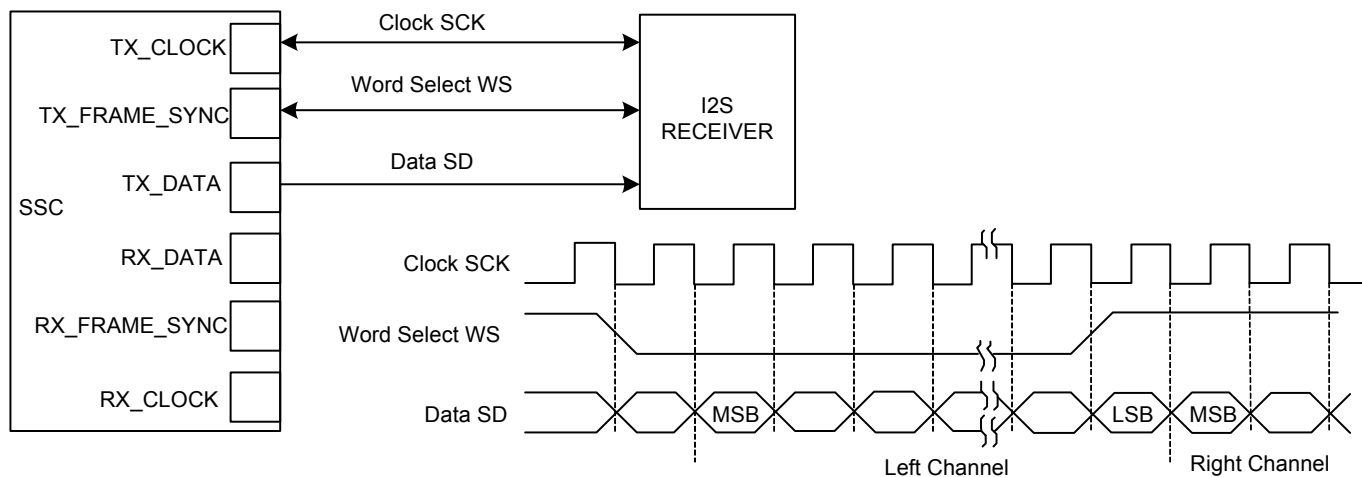 Clock SCK
TX_CLOCK
Word Select WS
TX_FRAME_SYNC
I2S
RECEIVER
Data SD
TX_DATA
SSC
RX_DATA
Clock SCK
RX_FRAME_SYNC
Word Select WS
RX_CLOCK
Data SD
MSB
LSB
MSB
Left Channel
Right Channel